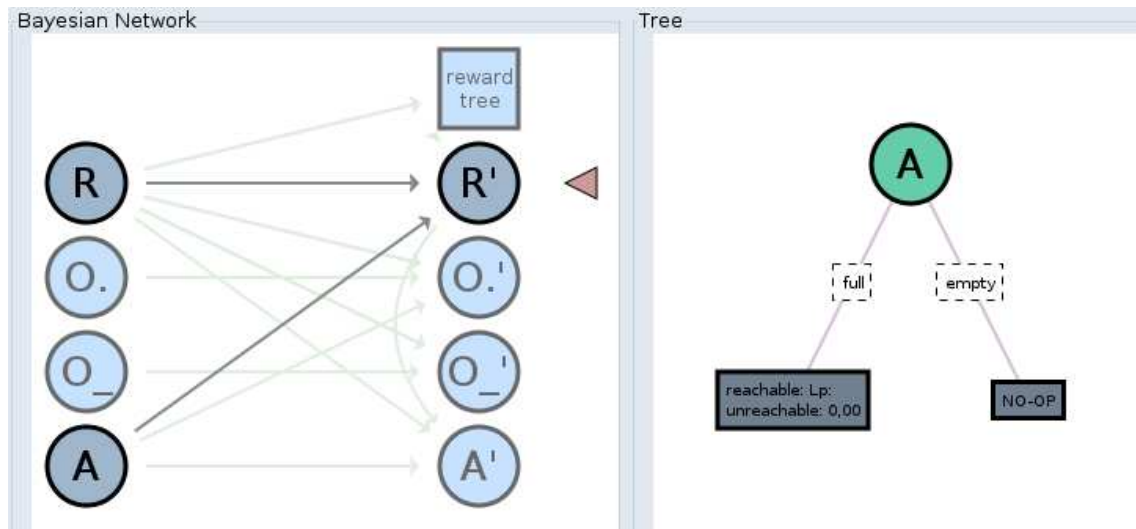 Bayesian Network
Tree
reward
tree
R
R'
A
O.
O.'
full
empty
O_
O_'
reachable: Lp:
unreachable: 0,00
NO-OP
A
A'